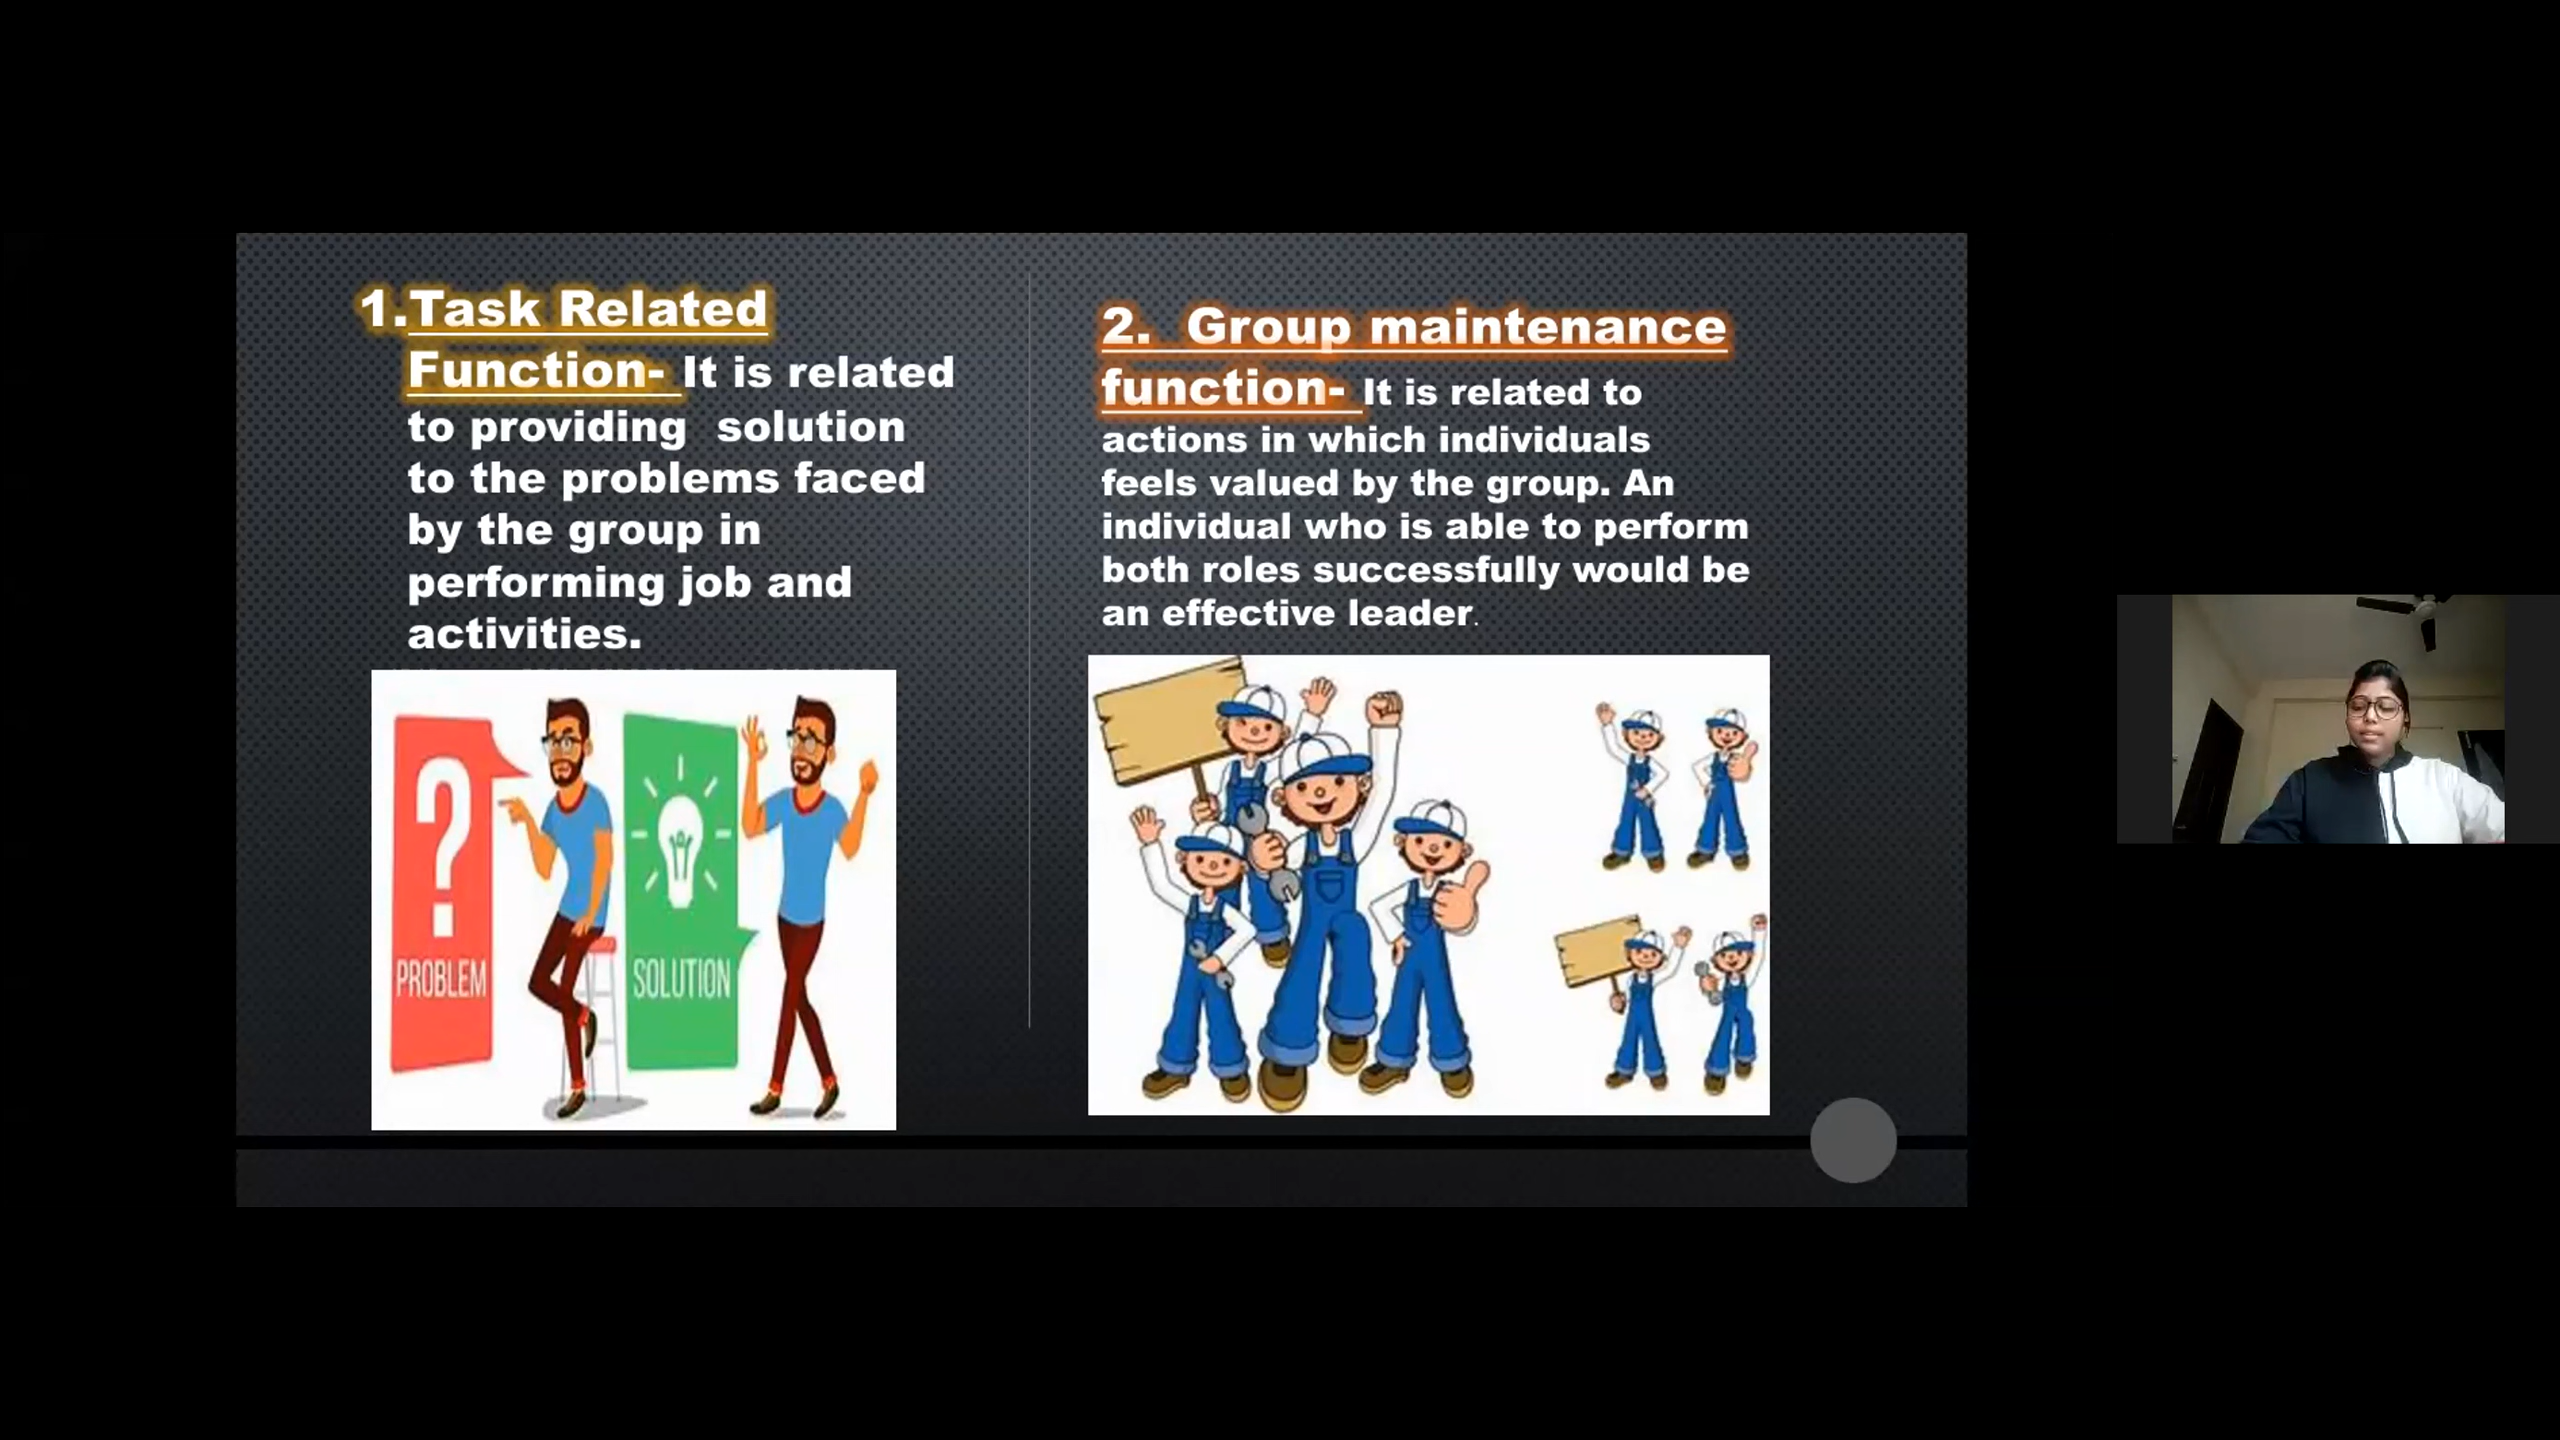 1.Task Related
Function- It is related
to providing  solution
to the problems faced
by the group in
performing job and
activities.
PROBLEM
SOLUTION
2.  Group maintenance
function- It is related to
actions in which individuals
feels valued by the group. An
individual who is able to perform
both roles successfully would be
an effective leader.